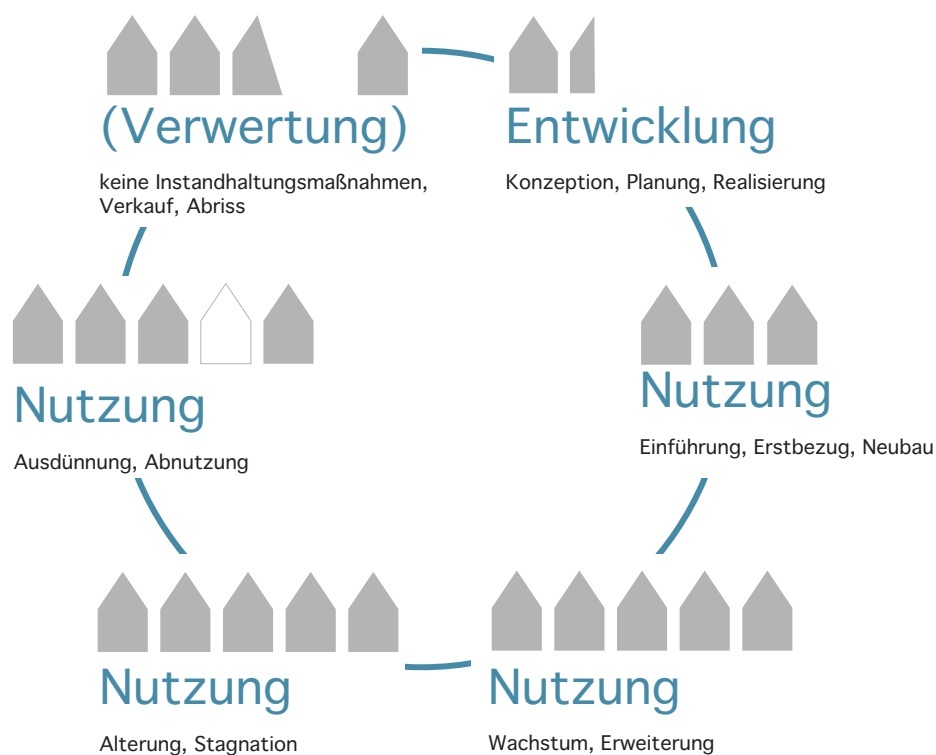 (Verwertung)
keine Instandhaltungsmaßnahmen,
Verkauf, Abriss
Entwicklung
Konzeption, Planung, Realisierung
Nutzung
Einführung, Erstbezug, Neubau
Nutzung
Wachstum, Erweiterung
Nutzung
Alterung, Stagnation
Nutzung
Ausdünnung, Abnutzung